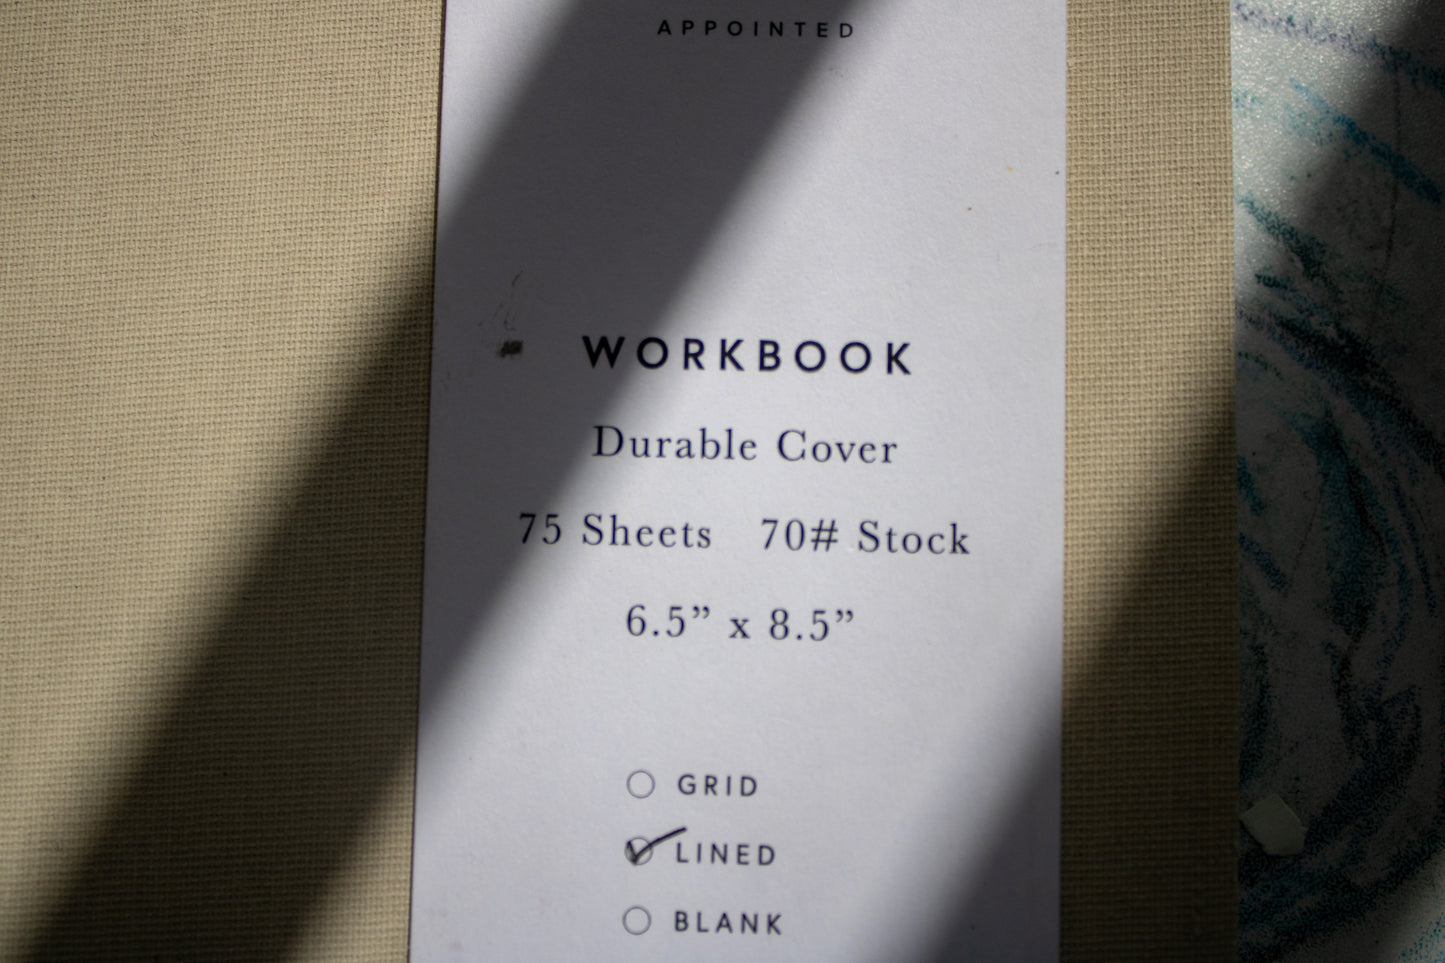 APPOINTED
WORKBOOK
Durable Cover
75 Sheets 70# Stock
6.5” x 8.5”
GRID
LINED
BLANK